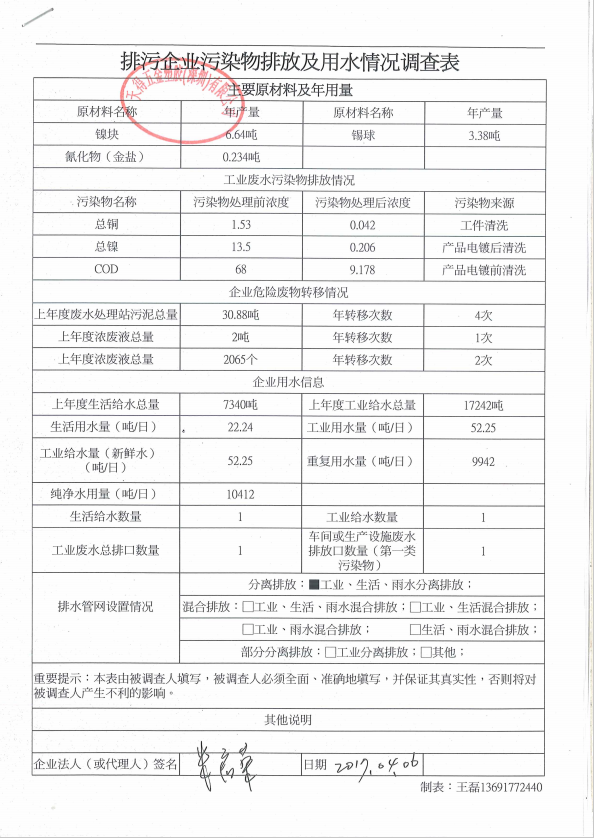 排污企业污染物排放及用水情况调查表
主要原材料及年用量
原材料名称 年产量 原材料名称 年产量
镍块 6.64吨 锡球 3.38吨
氰化物（金盐） 0.234吨
工业废水污染物排放情况
污染物名称 污染物处理前浓度 污染物处理后浓度 污染物来源
总铜 1.53 0.042 工件清洗
总镍 13.5 0.206 产品电镀后清洗
COD 68 9.178 产品电镀前清洗
企业危险废物转移情况
上年度废水处理站污泥总量 30.88吨 年转移次数 4次
上年度浓废液总量 2吨 年转移次数 1次
上年度浓废液总量 2065个 年转移次数 2次
企业用水信息
上年度生活给水总量 7340吨 上年度工业给水总量 17242吨
生活用水量（吨/日） 22.24 工业用水量（吨/日） 52.25
工业给水量（新鲜水）（吨/日） 52.25 重复用水量（吨/日） 9942
纯净水用量（吨/日） 10412
生活给水数量 1 工业给水数量 1
工业废水总排口数量 1 车间或生产设施废水排放口数量（第一类污染物） 1
排水管网设置情况 分离排放：■工业、生活、雨水分离排放；
混合排放：□工业、生活、雨水混合排放；□工业、生活混合排放；
□工业、雨水混合排放； □生活、雨水混合排放；
部分分离排放：□工业分离排放；□其他；
重要提示：本表由被调查人填写，被调查人必须全面、准确地填写，并保证其真实性，否则将对
被调查人产生不利的影响。
其他说明
企业法人（或代理人）签名 日期 2017.04.06
制表：王磊13691772440